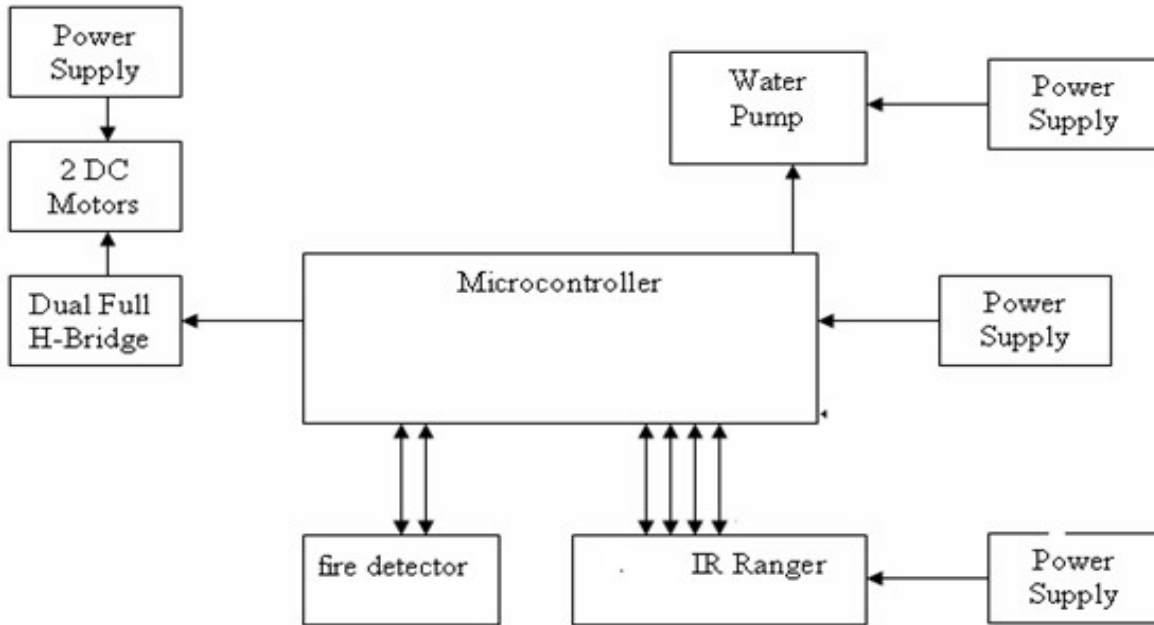 Power
Supply
Water
Pump
Power
Supply
2 DC
Motors
Microcontroller
Dual Full
H-Bridge
Power
Supply
fire detector
IR Ranger
Power
Supply